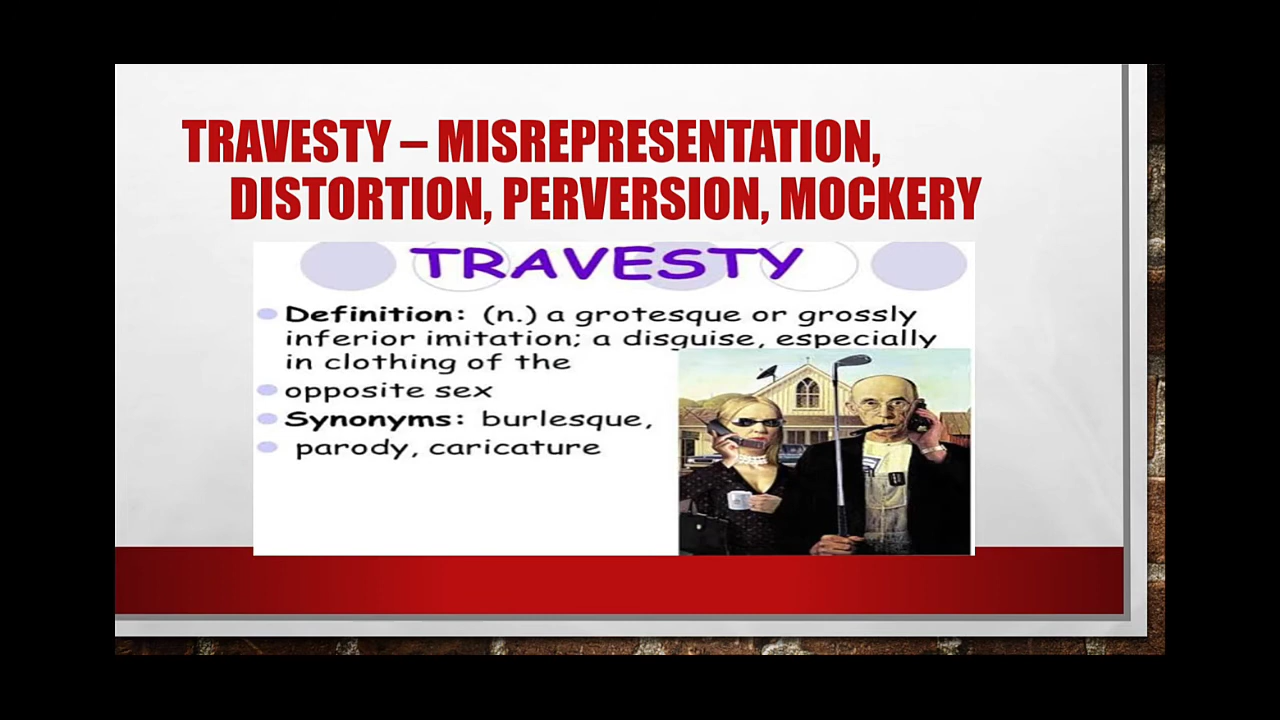 TRAVESTY – MISREPRESENTATION,
DISTORTION, PERVERSION, MOCKERY
TRAVESTY
Definition: (n.) a grotesque or grossly
inferior imitation; a disguise, especially
in clothing of the
opposite sex
Synonyms: burlesque,
parody, caricature